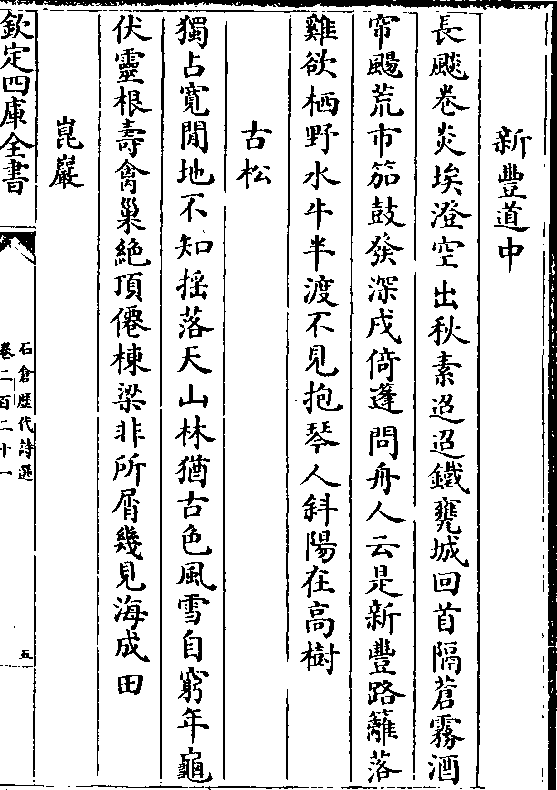 新豐道中
長飈卷炎埃澄空出秋素迢迢鐵甕城回首隔蒼霧酒
帘颺荒市笳鼓發深戍倚蓬問舟人云是新豐路籬落
雞欲栖野水牛半渡不見抱琴人斜陽在高樹
古松
獨占寛閒地不知揺落天山林猶古色風雪自窮年龜
伏靈根壽禽巢絶頂僊棟梁非所屑幾見海成田
崑巖
欽定四庫全書
石倉歷代詩選
卷二百二十一
五